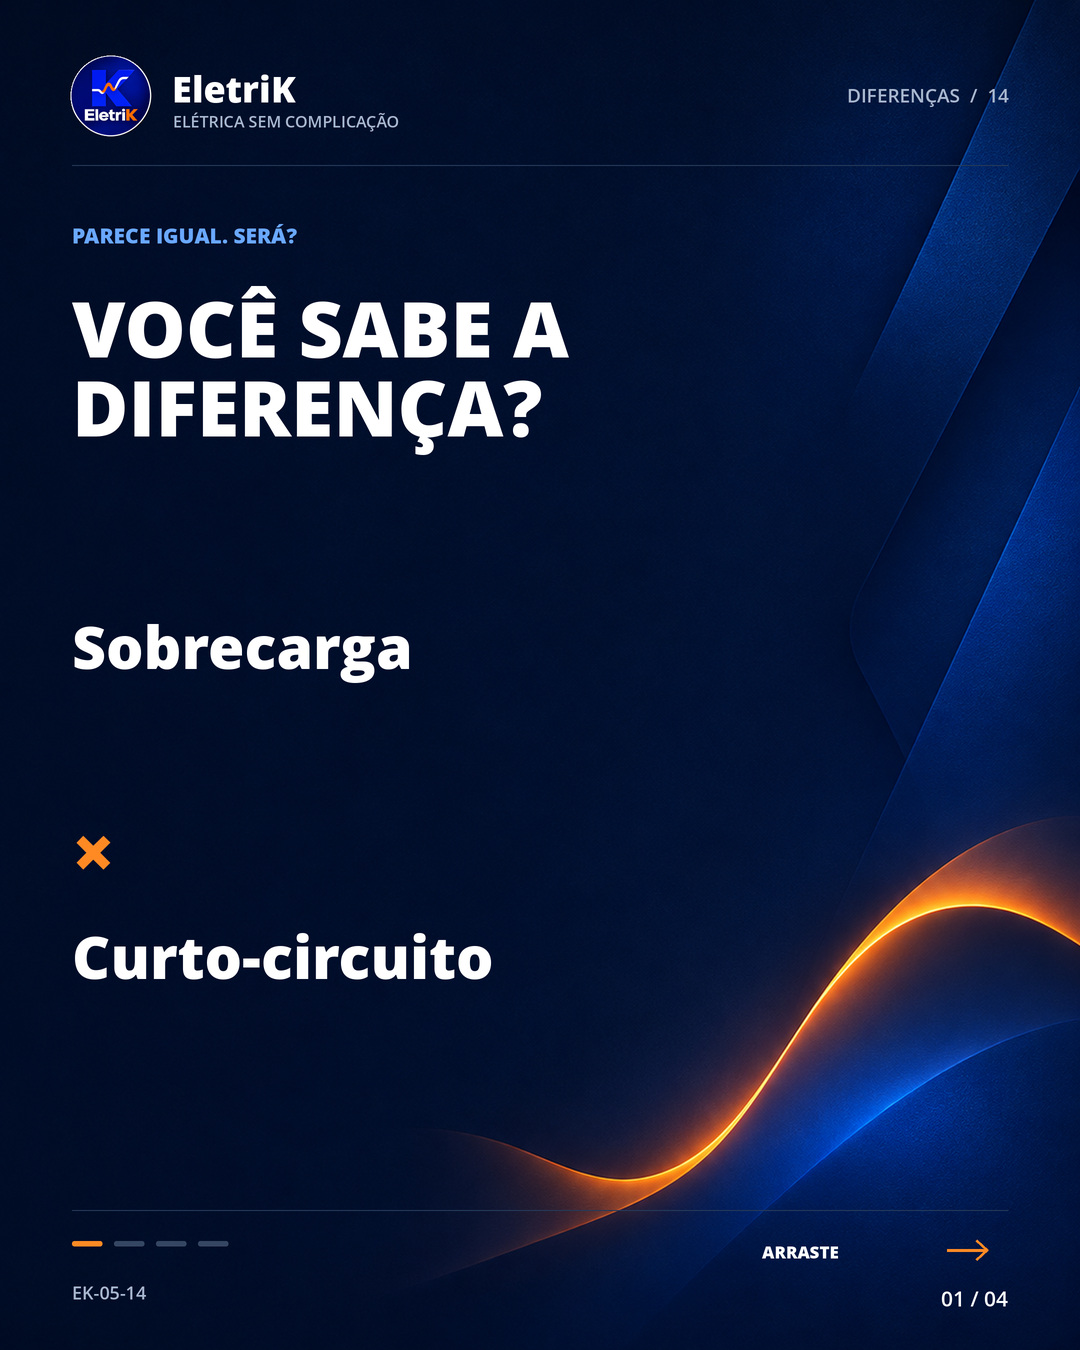 K
EletriK
EletriK
ELÉTRICA SEM COMPLICAÇÃO
DIFERENÇAS / 14
PARECE IGUAL. SERÁ?
VOCÊ SABE A
DIFERENÇA?
Sobrecarga
×
Curto-circuito
ARRASTE
EK-05-14
01 / 04